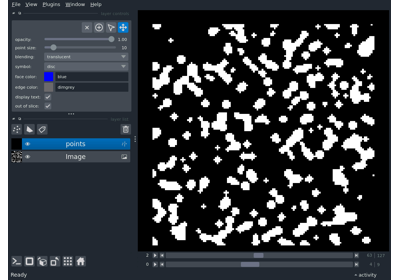 File View Plugins Window Help
opacity: 1.00
point size: 10
blending: translucent
symbol: disc
face color: blue
edge color: dimgrey
display text:
out of slice:
points
Image
2
0
Ready
activity